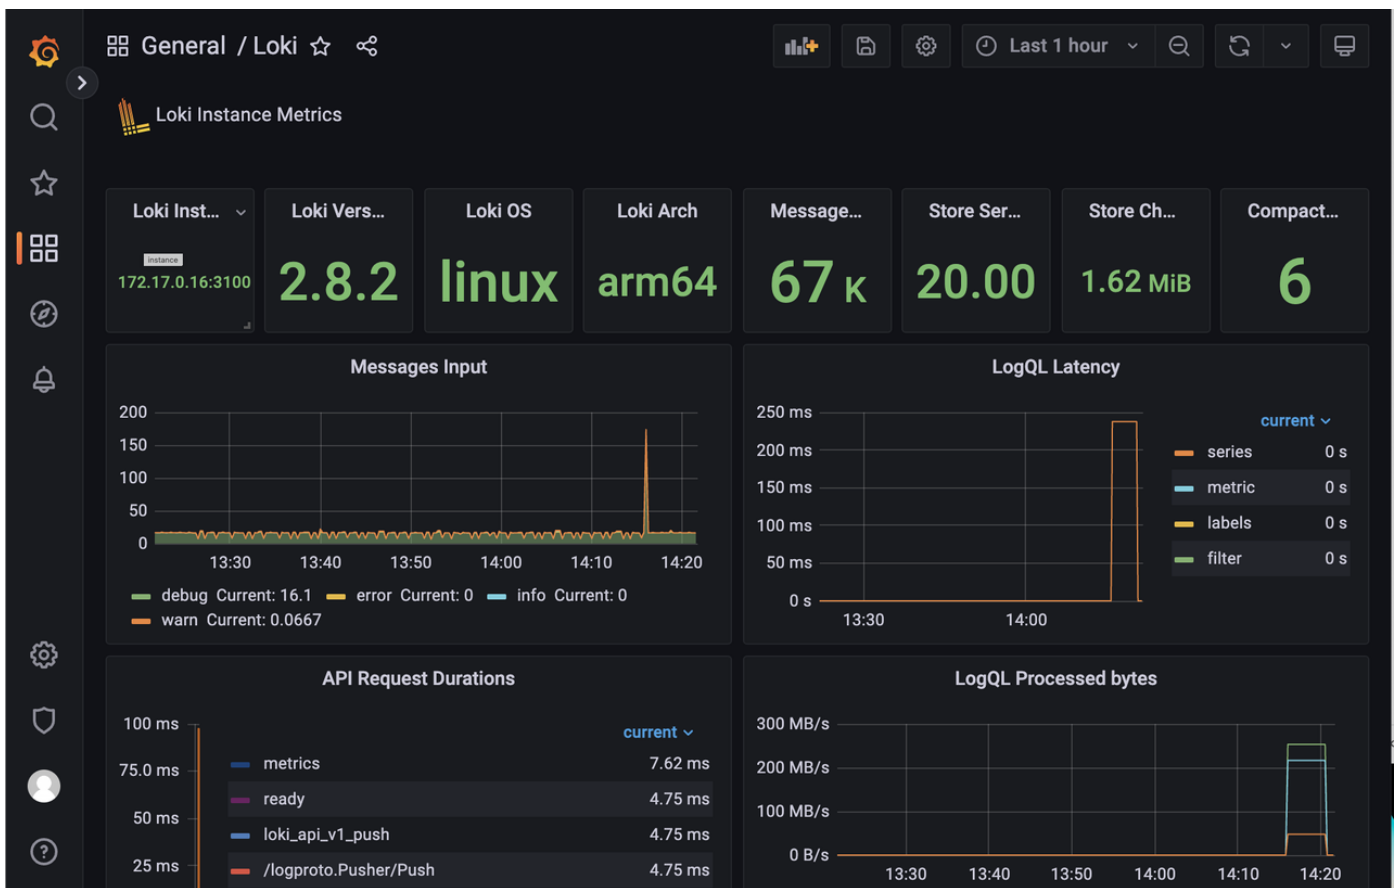 General / Loki
Last 1 hour
Loki Instance Metrics
Loki Inst...
instance
172.17.0.16:3100
Loki Vers...
2.8.2
Loki OS
linux
Loki Arch
arm64
Message...
67 K
Store Ser...
20.00
Store Ch...
1.62 MiB
Compact...
6
Messages Input
200
150
100
50
0
13:30 13:40 13:50 14:00 14:10 14:20
debug Current: 16.1 error Current: 0 info Current: 0
warn Current: 0.0667
LogQL Latency
250 ms
200 ms
150 ms
100 ms
50 ms
0 s
13:30 14:00
current
series 0 s
metric 0 s
labels 0 s
filter 0 s
API Request Durations
100 ms
75.0 ms
50 ms
25 ms
current
metrics 7.62 ms
ready 4.75 ms
loki_api_v1_push 4.75 ms
/logproto.Pusher/Push 4.75 ms
LogQL Processed bytes
300 MB/s
200 MB/s
100 MB/s
0 B/s
13:30 13:40 13:50 14:00 14:10 14:20